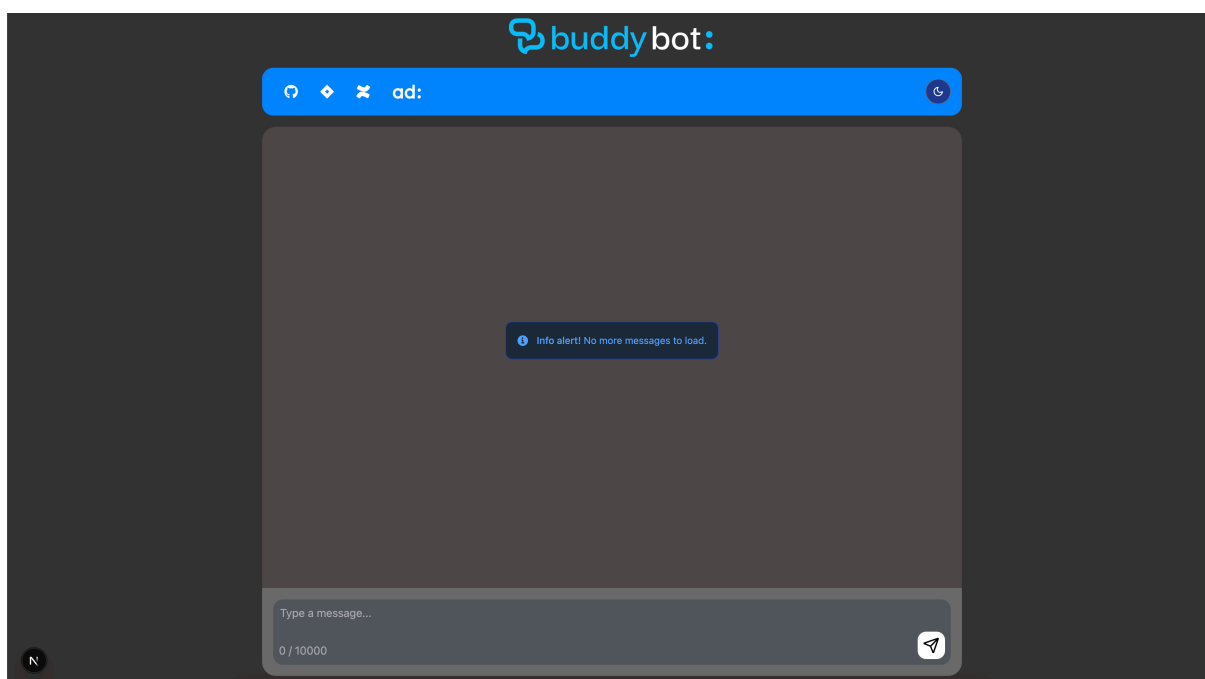 buddybot:
ad:
Info alert! No more messages to load.
Type a message...
0 / 10000
N